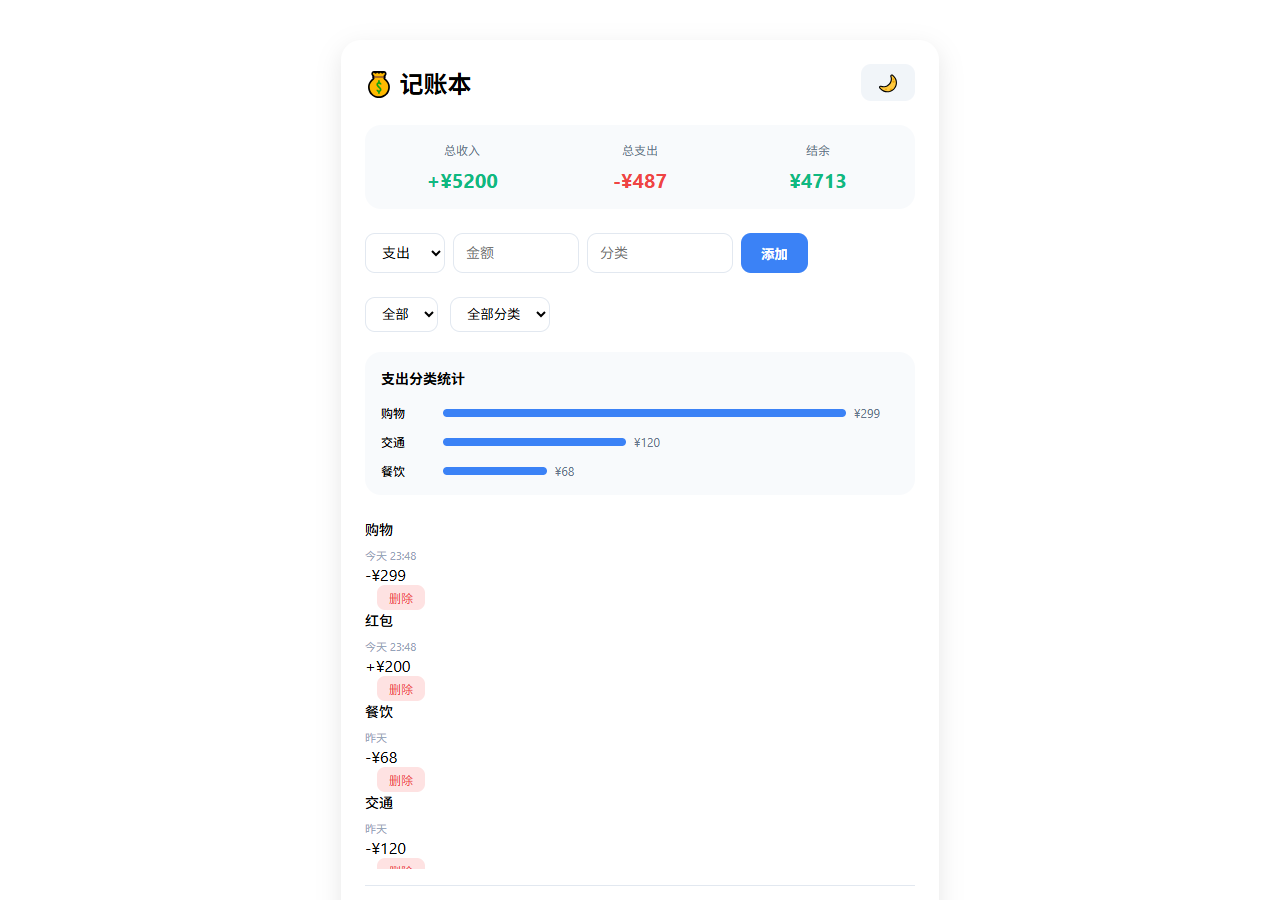 记账本
总收入 总支出 结余
+¥5200 -¥487 ¥4713
支出 金额 分类 添加
全部 全部分类
支出分类统计
购物 ¥299
交通 ¥120
餐饮 ¥68
购物
今天 23:48
-¥299
删除
红包
今天 23:48
+¥200
删除
餐饮
昨天
-¥68
删除
交通
昨天
-¥120
删除